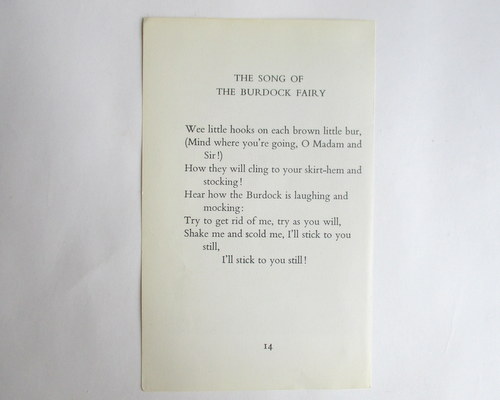 THE SONG OF
THE BURDOCK FAIRY
Wee little hooks on each brown little bur,
(Mind where you're going, O Madam and
Sir!)
How they will cling to your skirt-hem and
stocking!
Hear how the Burdock is laughing and
mocking:
Try to get rid of me, try as you will,
Shake me and scold me, I'll stick to you
still,
I'll stick to you still!
14